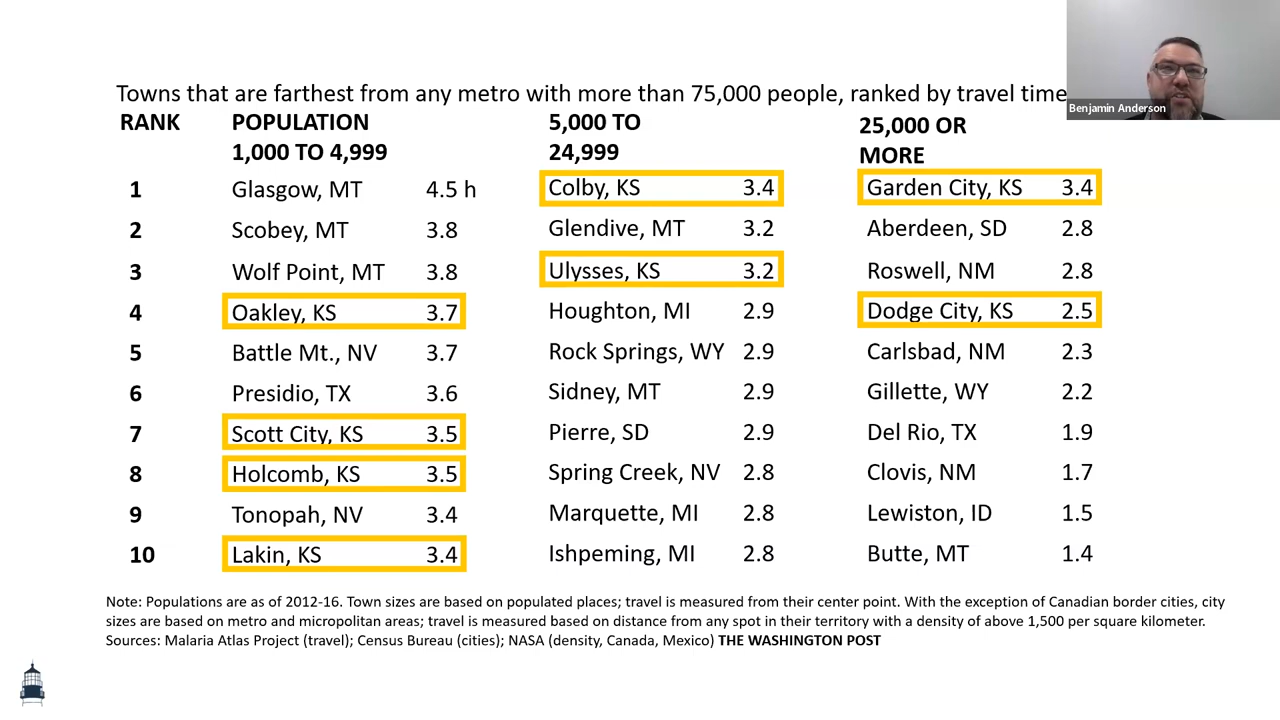 Benjamin Anderson
Towns that are farthest from any metro with more than 75,000 people, ranked by travel time
RANK POPULATION 1,000 TO 4,999 5,000 TO 24,999 25,000 OR MORE
1 Glasgow, MT 4.5 h Colby, KS 3.4 Garden City, KS 3.4
2 Scobey, MT 3.8 Glendive, MT 3.2 Aberdeen, SD 2.8
3 Wolf Point, MT 3.8 Ulysses, KS 3.2 Roswell, NM 2.8
4 Oakley, KS 3.7 Houghton, MI 2.9 Dodge City, KS 2.5
5 Battle Mt., NV 3.7 Rock Springs, WY 2.9 Carlsbad, NM 2.3
6 Presidio, TX 3.6 Sidney, MT 2.9 Gillette, WY 2.2
7 Scott City, KS 3.5 Pierre, SD 2.9 Del Rio, TX 1.9
8 Holcomb, KS 3.5 Spring Creek, NV 2.8 Clovis, NM 1.7
9 Tonopah, NV 3.4 Marquette, MI 2.8 Lewiston, ID 1.5
10 Lakin, KS 3.4 Ishpeming, MI 2.8 Butte, MT 1.4
Note: Populations are as of 2012-16. Town sizes are based on populated places; travel is measured from their center point. With the exception of Canadian border cities, city
sizes are based on metro and micropolitan areas; travel is measured based on distance from any spot in their territory with a density of above 1,500 per square kilometer.
Sources: Malaria Atlas Project (travel); Census Bureau (cities); NASA (density, Canada, Mexico) THE WASHINGTON POST